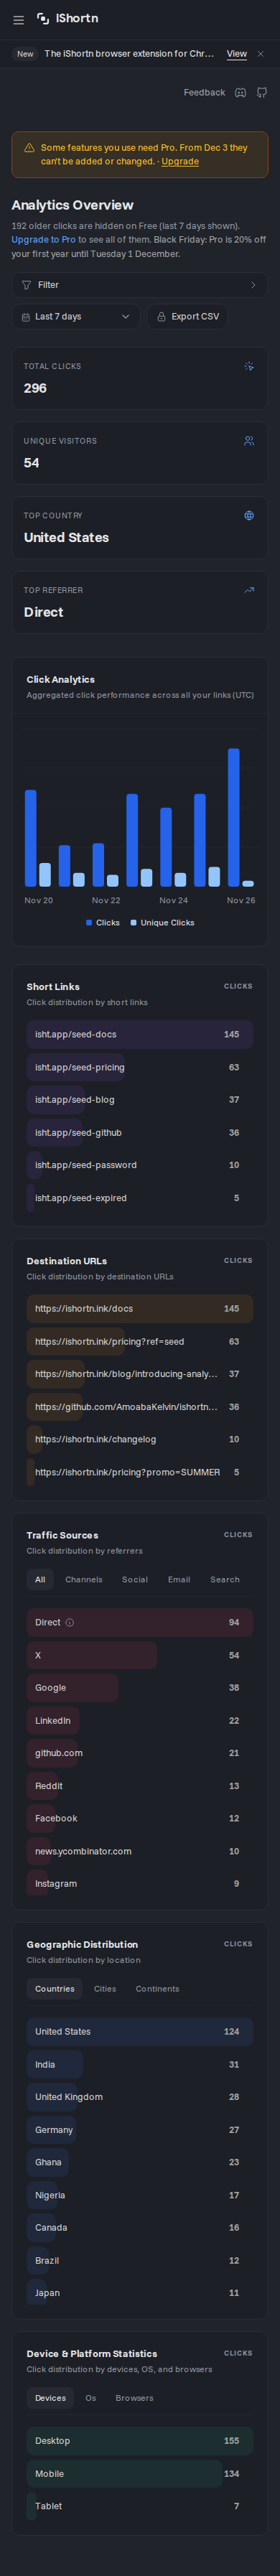 IShortn
New The iShortn browser extension for Chr... View
Feedback
Some features you use need Pro. From Dec 3 they
can't be added or changed. · Upgrade
Analytics Overview
192 older clicks are hidden on Free (last 7 days shown).
Upgrade to Pro to see all of them. Black Friday: Pro is 20% off
your first year until Tuesday 1 December.
Filter
Last 7 days Export CSV
TOTAL CLICKS
296
UNIQUE VISITORS
54
TOP COUNTRY
United States
TOP REFERRER
Direct
Click Analytics
Aggregated click performance across all your links (UTC)
Nov 20 Nov 22 Nov 24 Nov 26
Clicks Unique Clicks
Short Links CLICKS
Click distribution by short links
isht.app/seed-docs 145
isht.app/seed-pricing 63
isht.app/seed-blog 37
isht.app/seed-github 36
isht.app/seed-password 10
isht.app/seed-expired 5
Destination URLs CLICKS
Click distribution by destination URLs
https://ishortn.ink/docs 145
https://ishortn.ink/pricing?ref=seed 63
https://ishortn.ink/blog/introducing-analy... 37
https://github.com/AmoabaKelvin/ishortn... 36
https://ishortn.ink/changelog 10
https://ishortn.ink/pricing?promo=SUMMER 5
Traffic Sources CLICKS
Click distribution by referrers
All Channels Social Email Search
Direct 94
X 54
Google 38
LinkedIn 22
github.com 21
Reddit 13
Facebook 12
news.ycombinator.com 10
Instagram 9
Geographic Distribution CLICKS
Click distribution by location
Countries Cities Continents
United States 124
India 31
United Kingdom 28
Germany 27
Ghana 23
Nigeria 17
Canada 16
Brazil 12
Japan 11
Device & Platform Statistics CLICKS
Click distribution by devices, OS, and browsers
Devices Os Browsers
Desktop 155
Mobile 134
Tablet 7